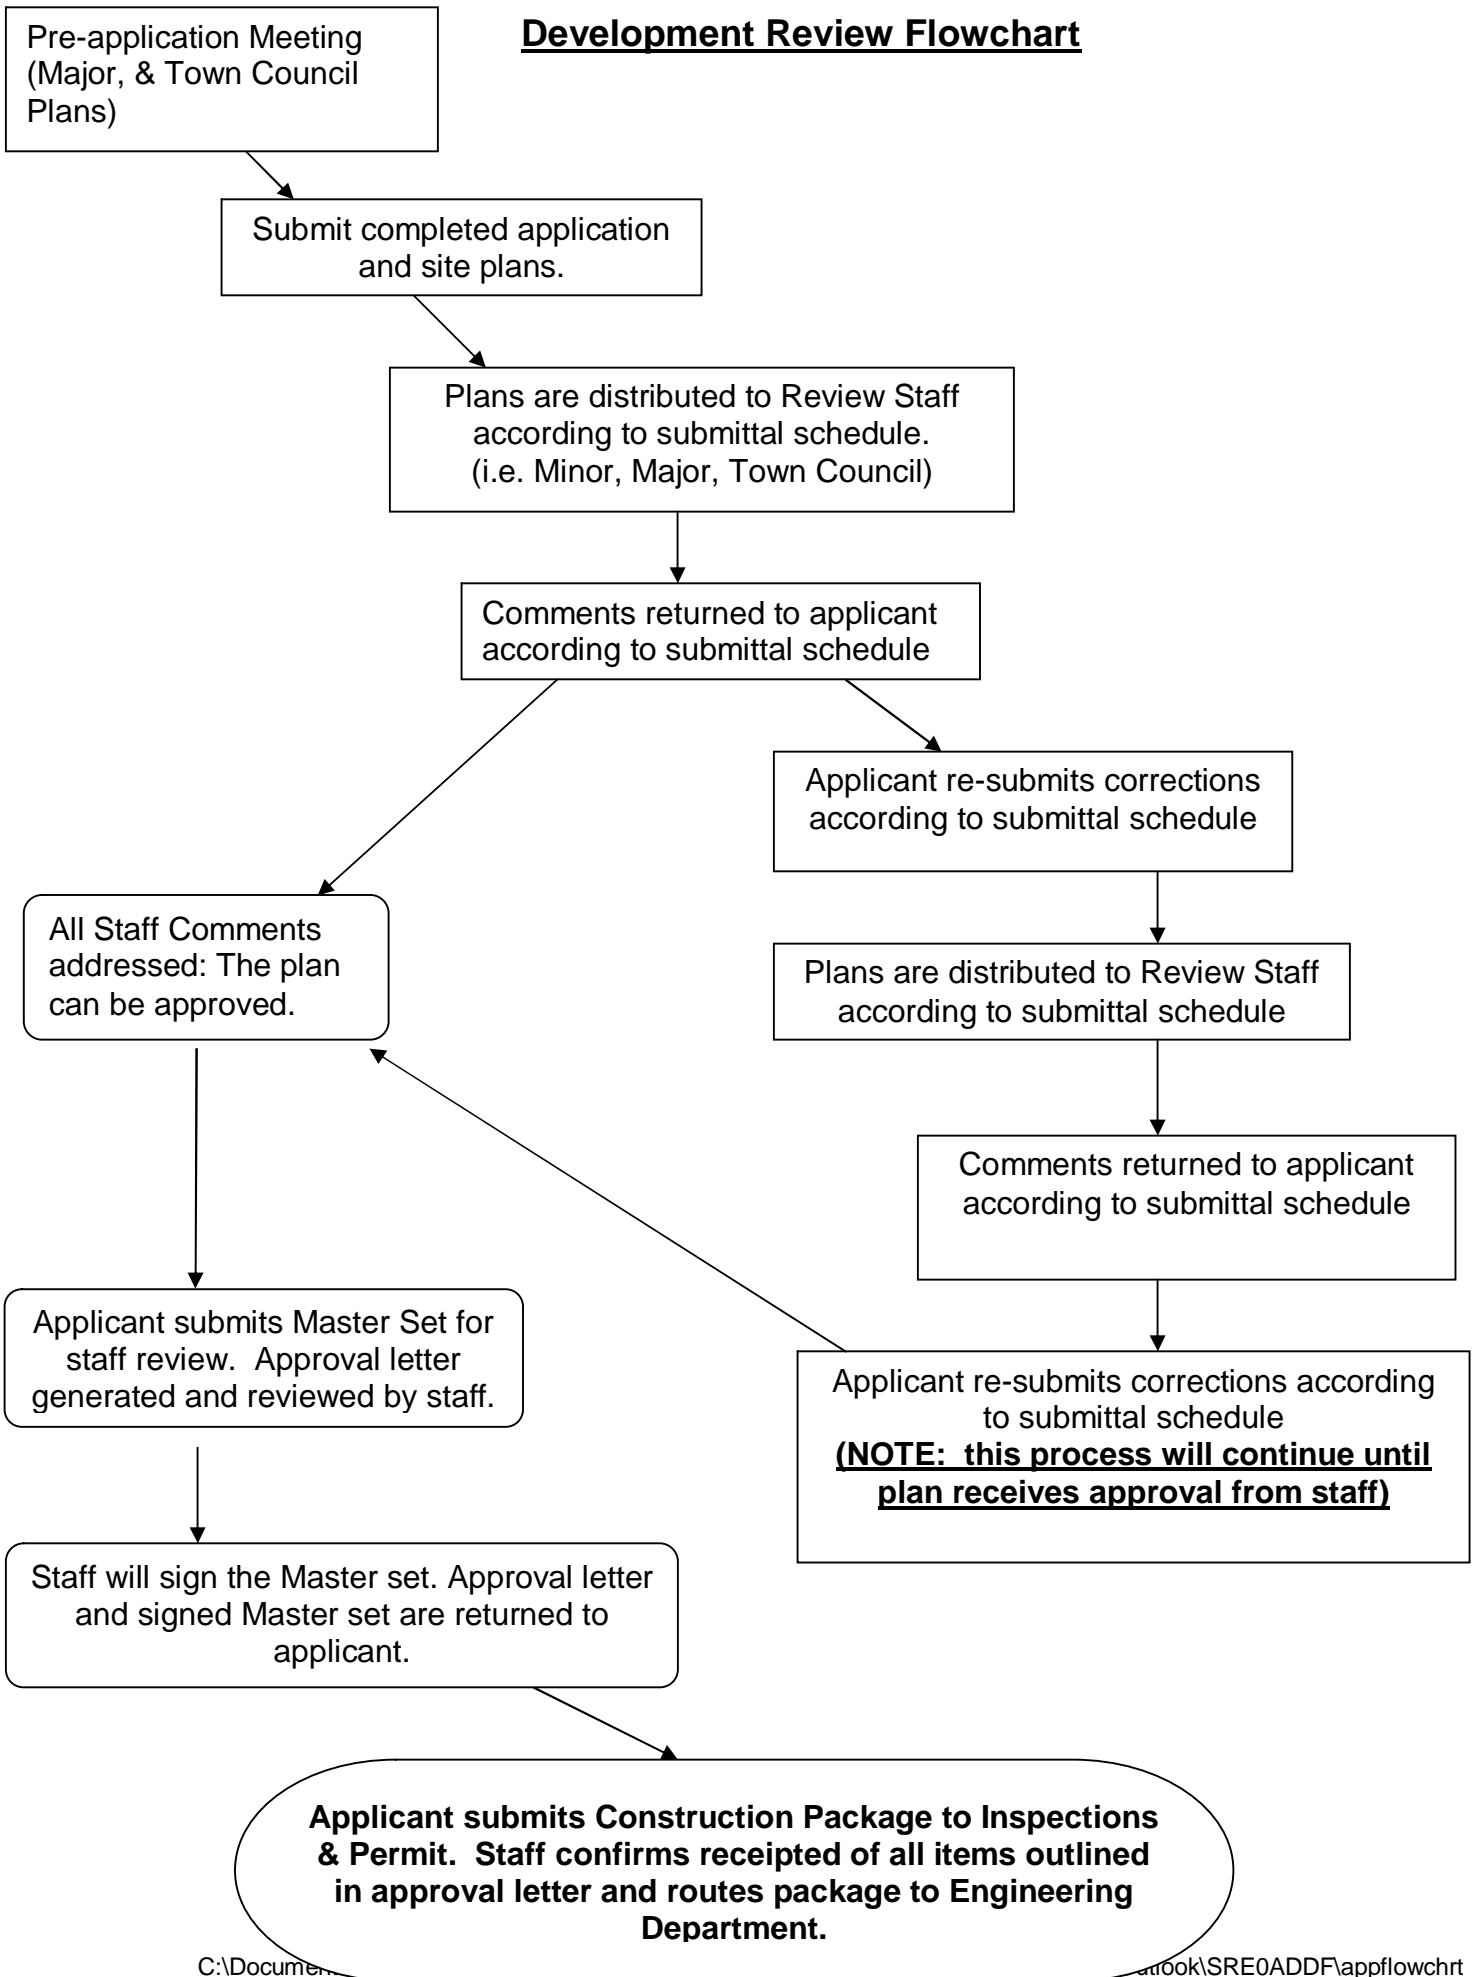 Development Review Flowchart
Pre-application Meeting
(Major, & Town Council
Plans)
Submit completed application
and site plans.
Plans are distributed to Review Staff
according to submittal schedule.
(i.e. Minor, Major, Town Council)
Comments returned to applicant
according to submittal schedule
Applicant re-submits corrections
according to submittal schedule
All Staff Comments
addressed: The plan
can be approved.
Plans are distributed to Review Staff
according to submittal schedule
Comments returned to applicant
according to submittal schedule
Applicant submits Master Set for
staff review.  Approval letter
generated and reviewed by staff.
Applicant re-submits corrections according
to submittal schedule
(NOTE:  this process will continue until
plan receives approval from staff)
Staff will sign the Master set. Approval letter
and signed Master set are returned to
applicant.
Applicant submits Construction Package to Inspections
& Permit.  Staff confirms receipted of all items outlined
in approval letter and routes package to Engineering
Department.
\SRE0ADDF\appflowchrt